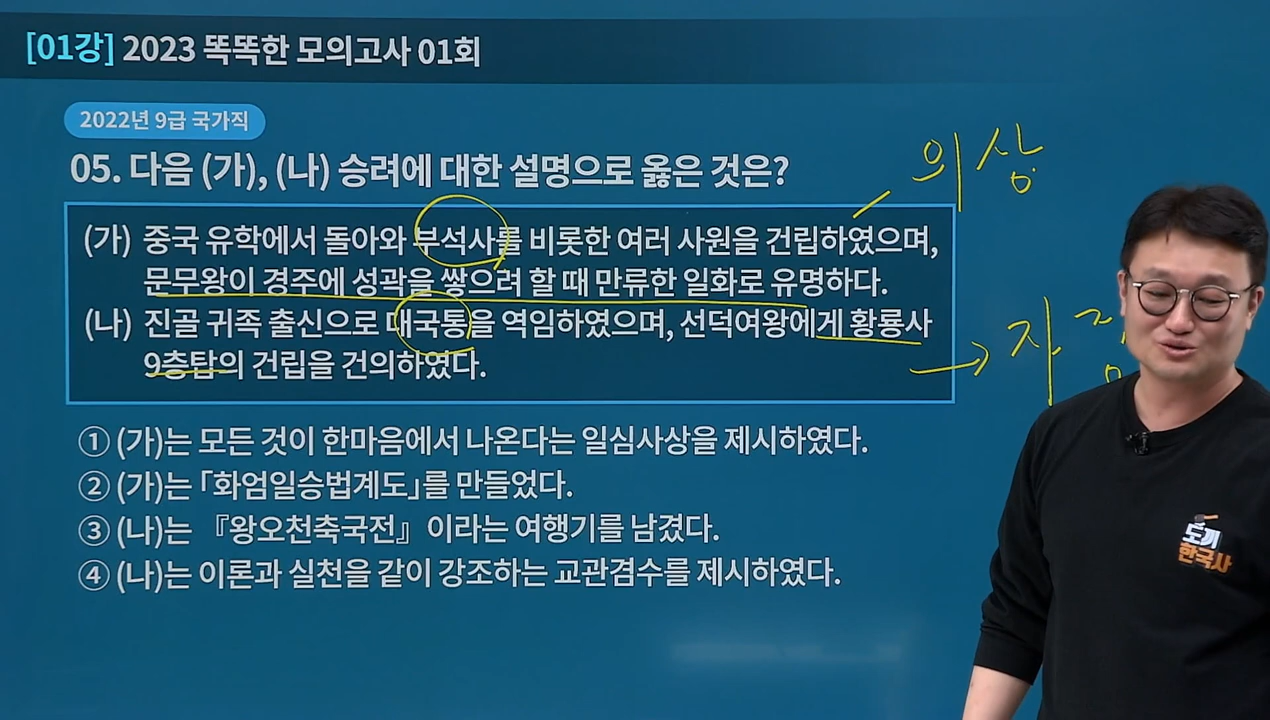 [01강] 2023 똑똑한 모의고사 01회
2022년 9급 국가직
05. 다음 (가), (나) 승려에 대한 설명으로 옳은 것은?
의상
(가) 중국 유학에서 돌아와 부석사를 비롯한 여러 사원을 건립하였으며,
문무왕이 경주에 성곽을 쌓으려 할 때 만류한 일화로 유명하다.
(나) 진골 귀족 출신으로 대국통을 역임하였으며, 선덕여왕에게 황룡사
9층탑의 건립을 건의하였다.
→ 자
① (가)는 모든 것이 한마음에서 나온다는 일심사상을 제시하였다.
② (가)는 「화엄일승법계도」를 만들었다.
③ (나)는 『왕오천축국전』이라는 여행기를 남겼다.
④ (나)는 이론과 실천을 같이 강조하는 교관겸수를 제시하였다.
도끼
한국사